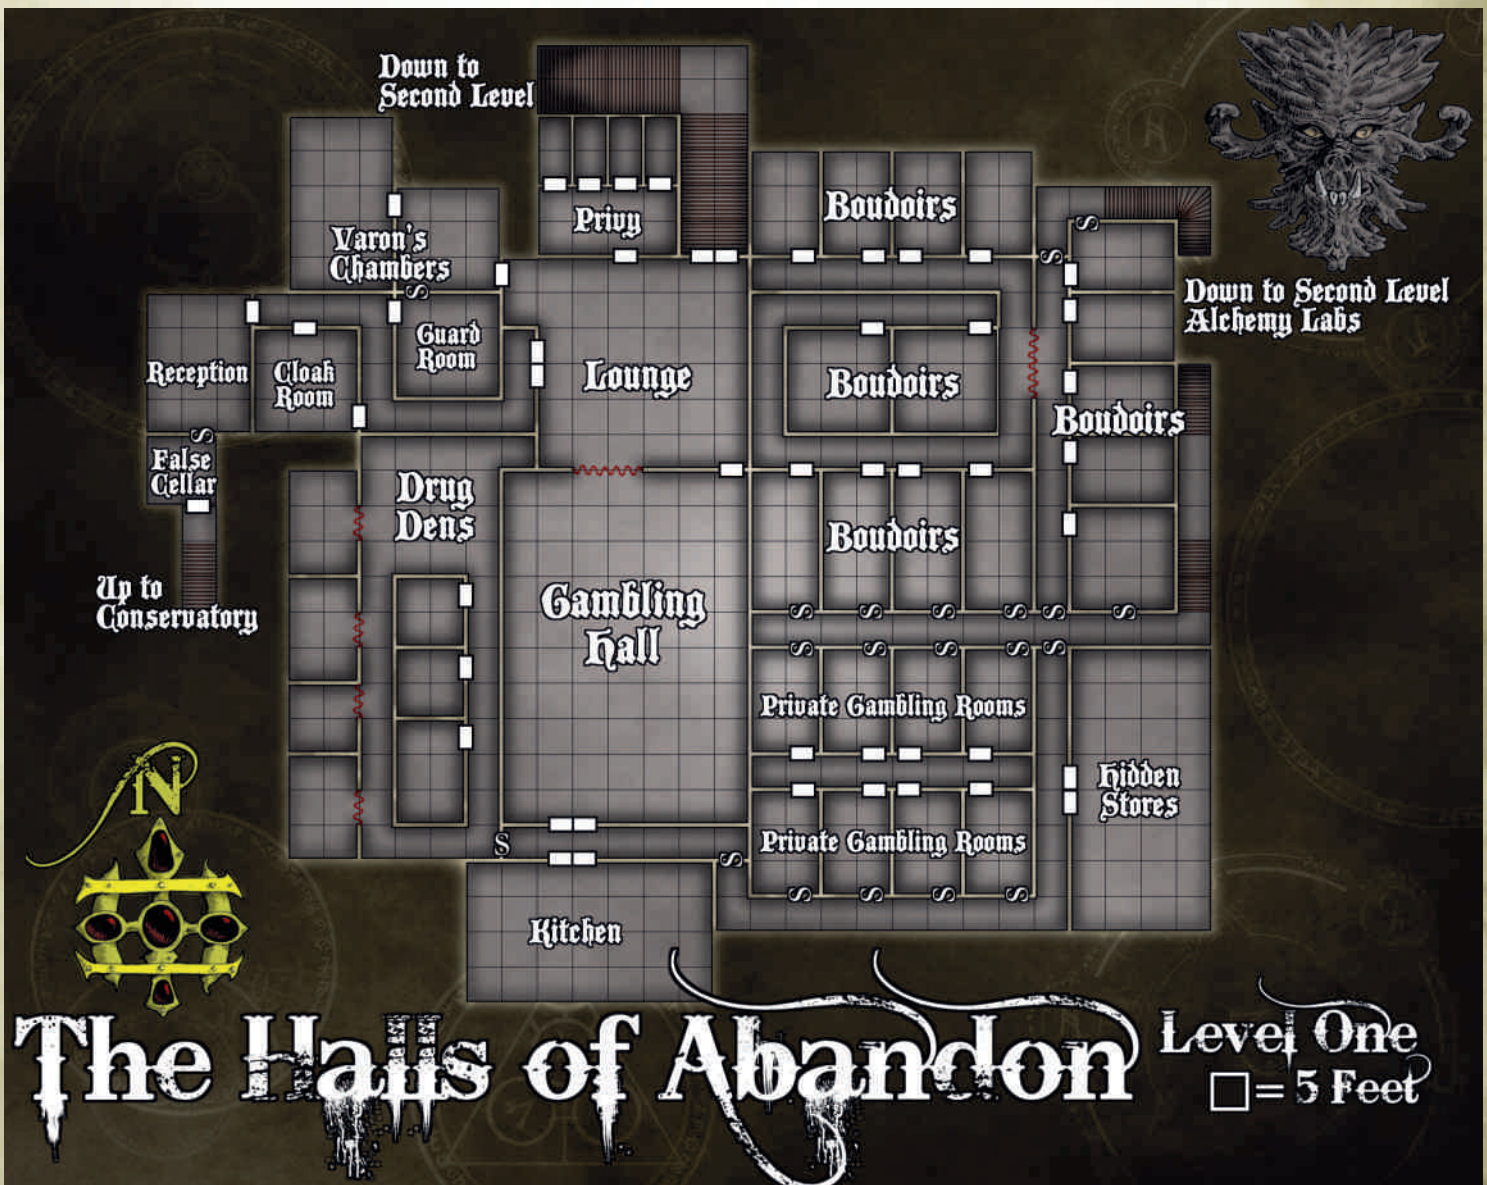 Down to
Second Level
Privy
Boudoirs
Varon's
Chambers
S
S
S
Down to Second Level
Alchemy Labs
Guard
Room
Reception
Cloak
Room
Lounge
Boudoirs
Boudoirs
S
False
Cellar
Drug
Dens
Boudoirs
Up to
Conservatory
Gambling
Hall
S
S
S
S
S
S
S
S
S
S
S
Private Gambling Rooms
Hidden
Stores
N
Private Gambling Rooms
S
S
S
S
S
S
Kitchen
The Halls of Abandon
Level One
= 5 Feet